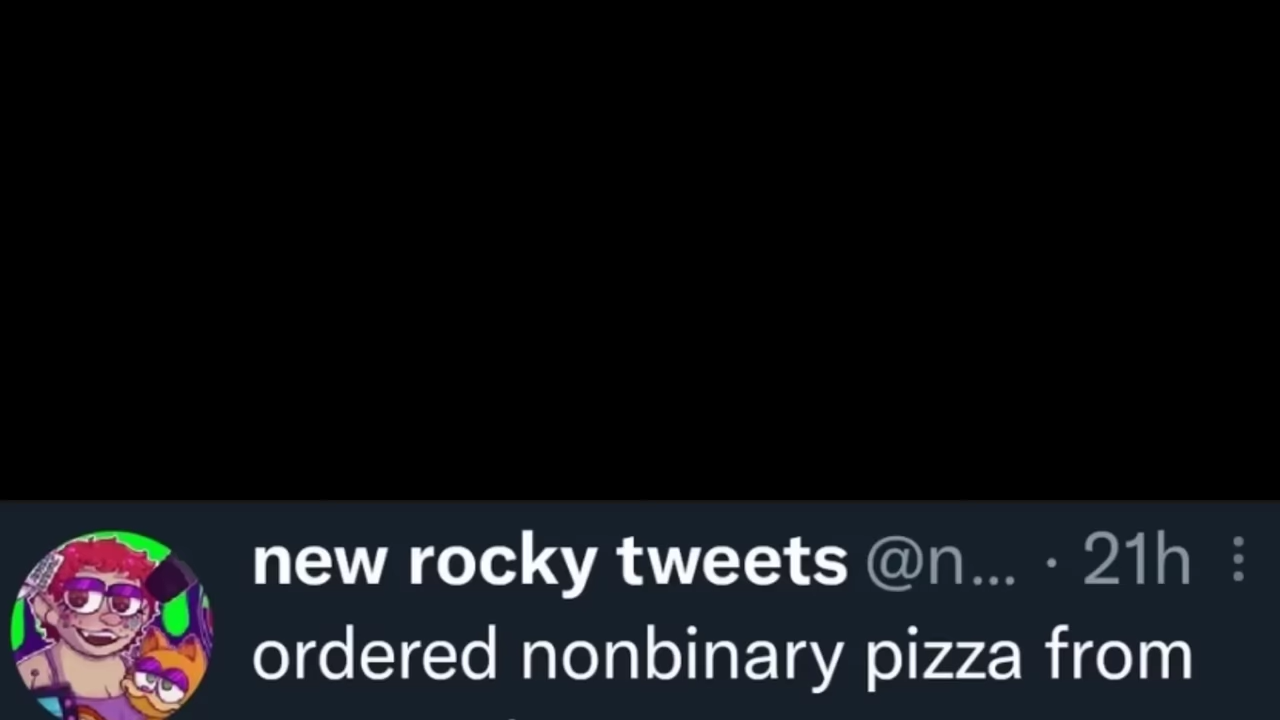 new rocky tweets @n... · 21h
ordered nonbinary pizza from